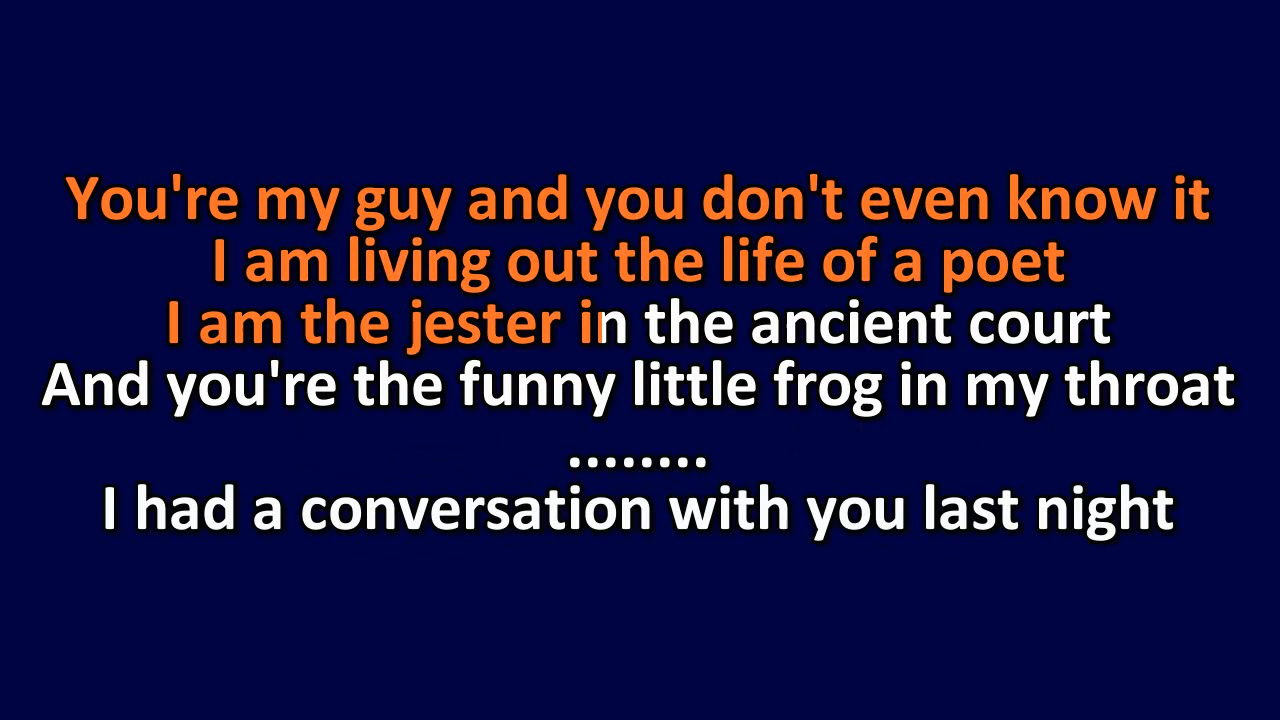 You're my guy and you don't even know it
I am living out the life of a poet
I am the jester in the ancient court
And you're the funny little frog in my throat
........
I had a conversation with you last night